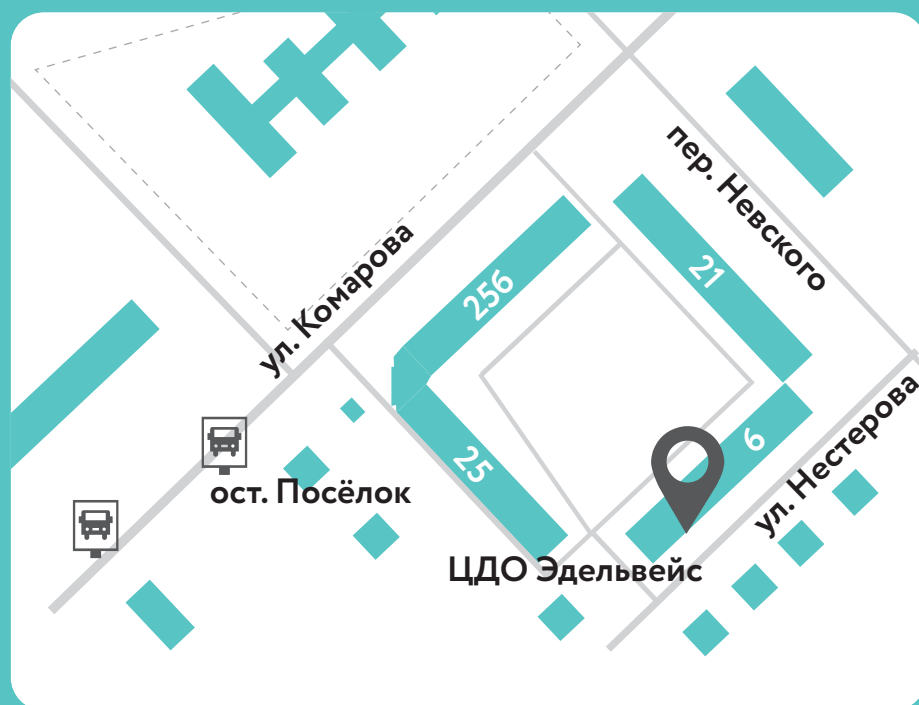 пер. Невского
ул. Комарова
256
21
25
6
ул. Нестерова
ост. Посёлок
ЦДО Эдельвейс